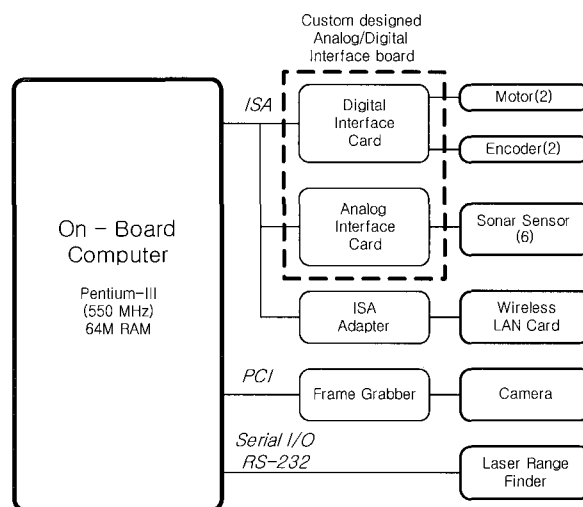 Custom designed
Analog/Digital
Interface board
ISA
Digital
Interface
Card
Motor(2)
Encoder(2)
Analog
Interface
Card
Sonar Sensor
(6)
On - Board
Computer
Pentium-III
(550 MHz)
64M RAM
ISA
Adapter
Wireless
LAN Card
PCI
Frame Grabber
Camera
Serial I/O
RS-232
Laser Range
Finder